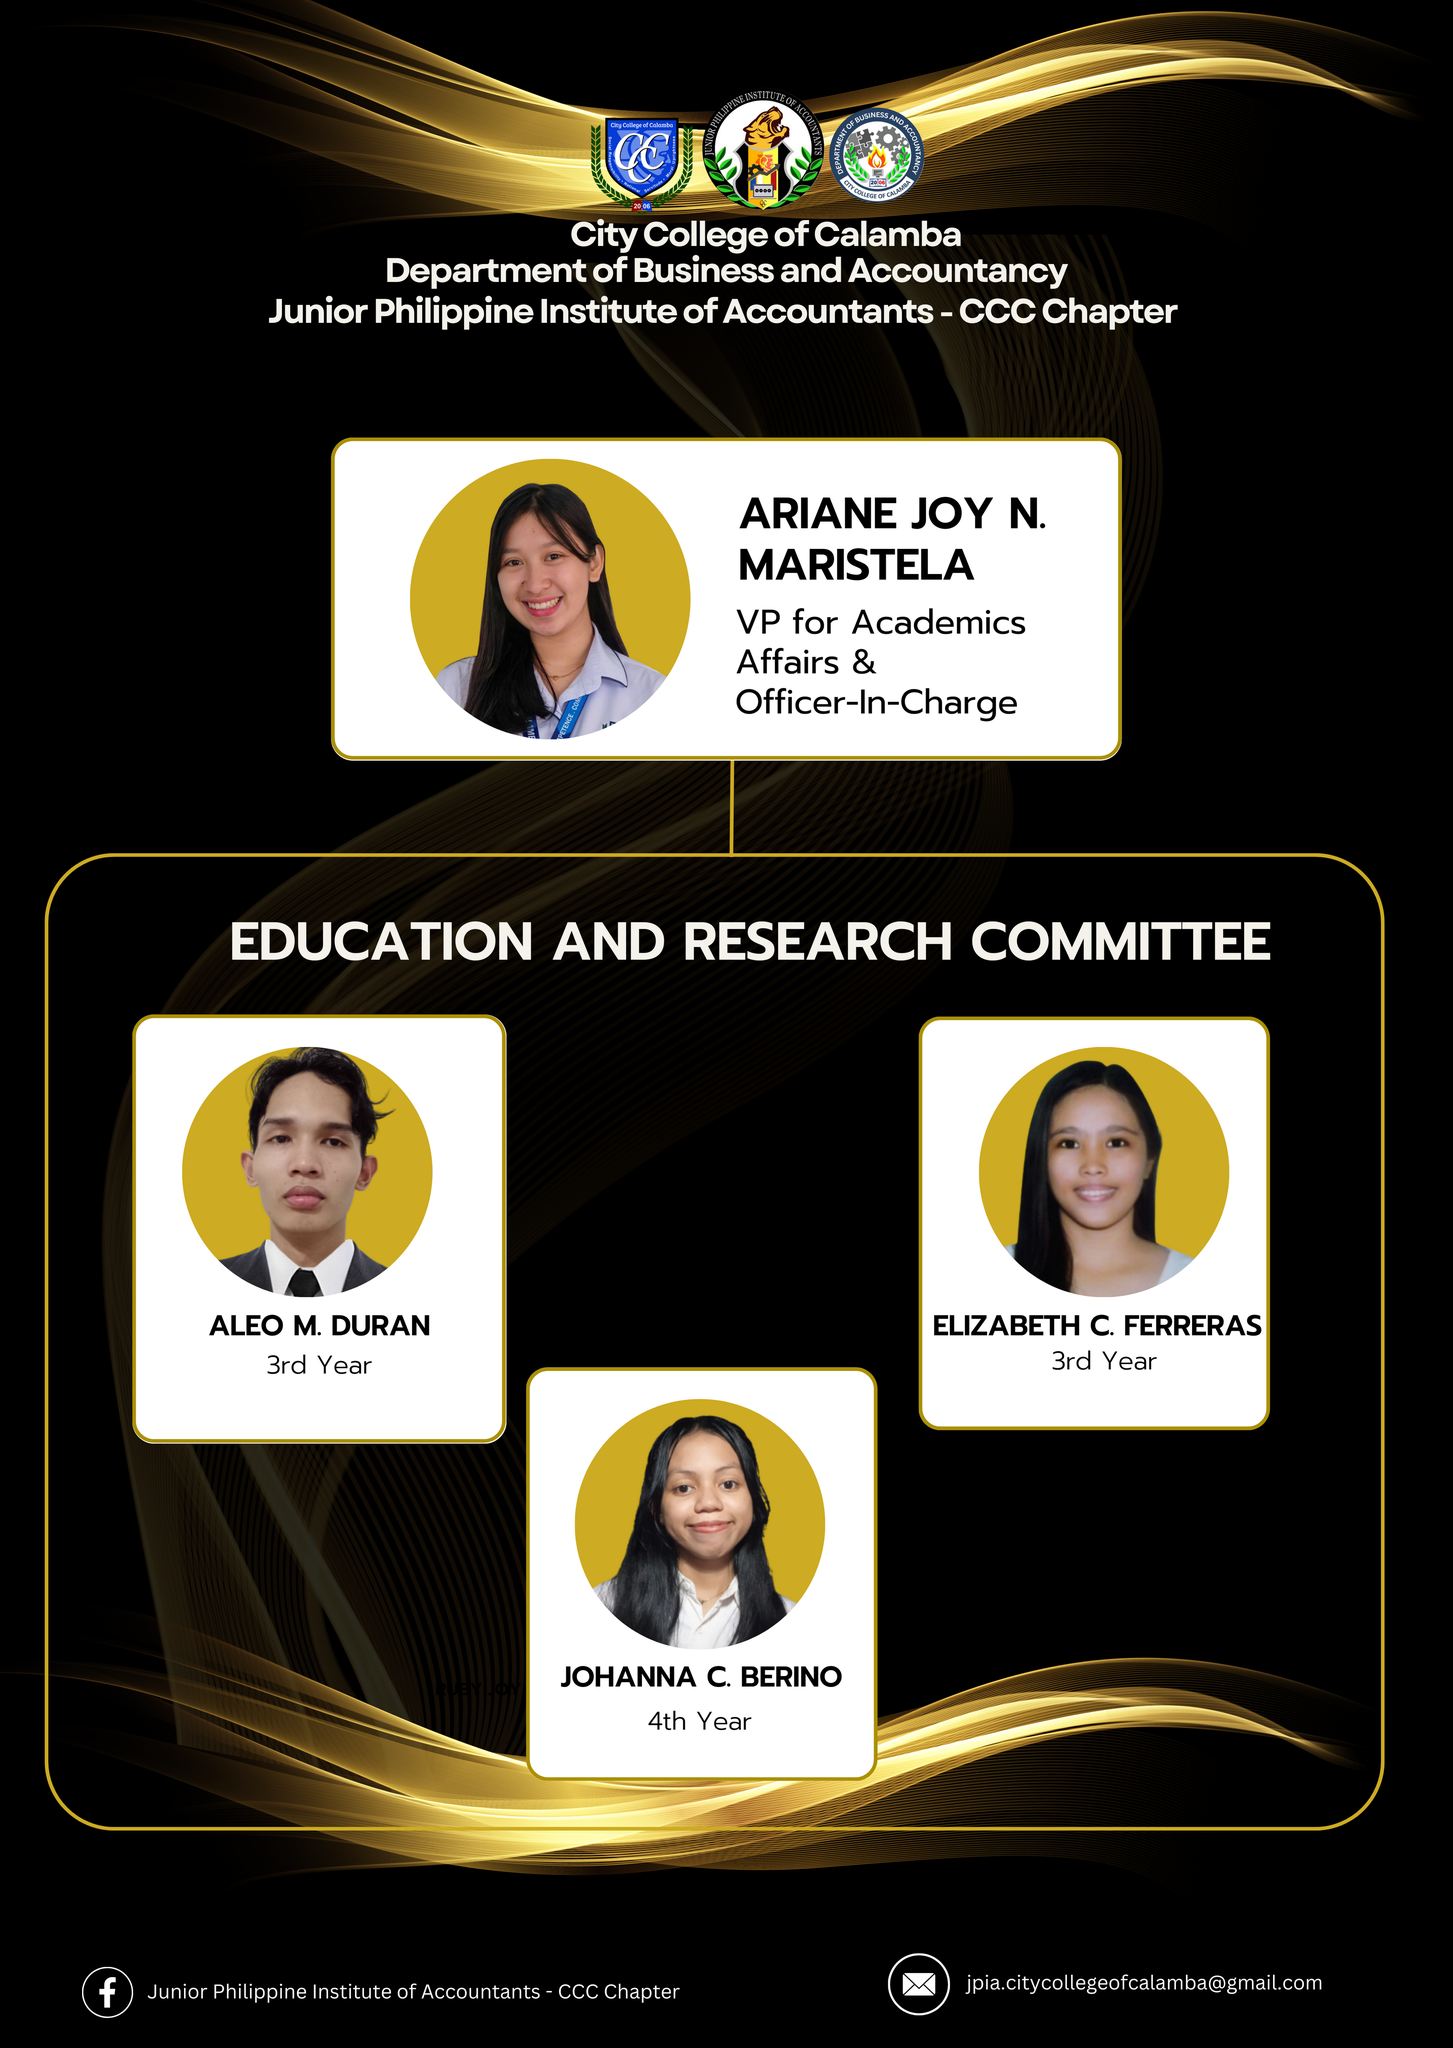 City College of Calamba
CCC
2006
JUNIOR PHILIPPINE INSTITUTE OF ACCOUNTANTS
DEPARTMENT OF BUSINESS AND ACCOUNTANCY
2006
CITY COLLEGE OF CALAMBA
City College of Calamba
Department of Business and Accountancy
Junior Philippine Institute of Accountants - CCC Chapter
ARIANE JOY N.
MARISTELA
VP for Academics
Affairs &
Officer-In-Charge
EDUCATION AND RESEARCH COMMITTEE
ALEO M. DURAN
3rd Year
ELIZABETH C. FERRERAS
3rd Year
JOHANNA C. BERINO
4th Year
Junior Philippine Institute of Accountants - CCC Chapter
jpia.citycollegeofcalamba@gmail.com